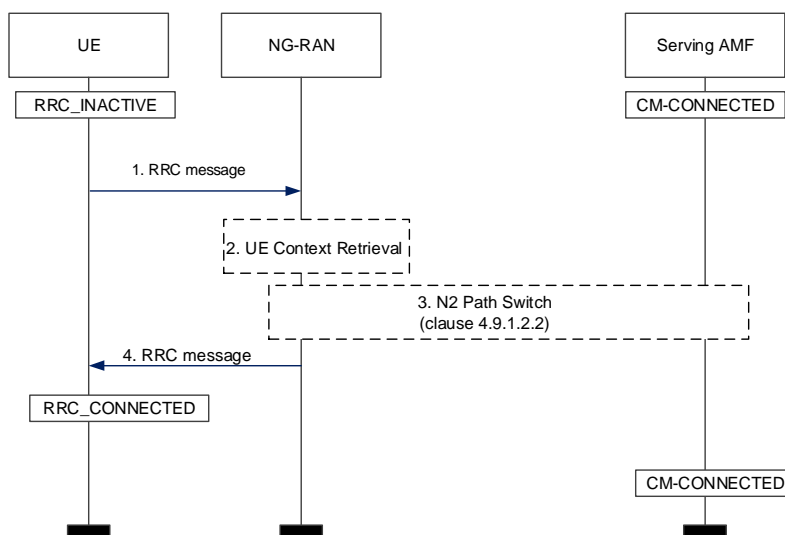 UE
NG-RAN
Serving AMF
RRC_INACTIVE
CM-CONNECTED
1. RRC message
2. UE Context Retrieval
3. N2 Path Switch
(clause 4.9.1.2.2)
4. RRC message
RRC_CONNECTED
CM-CONNECTED